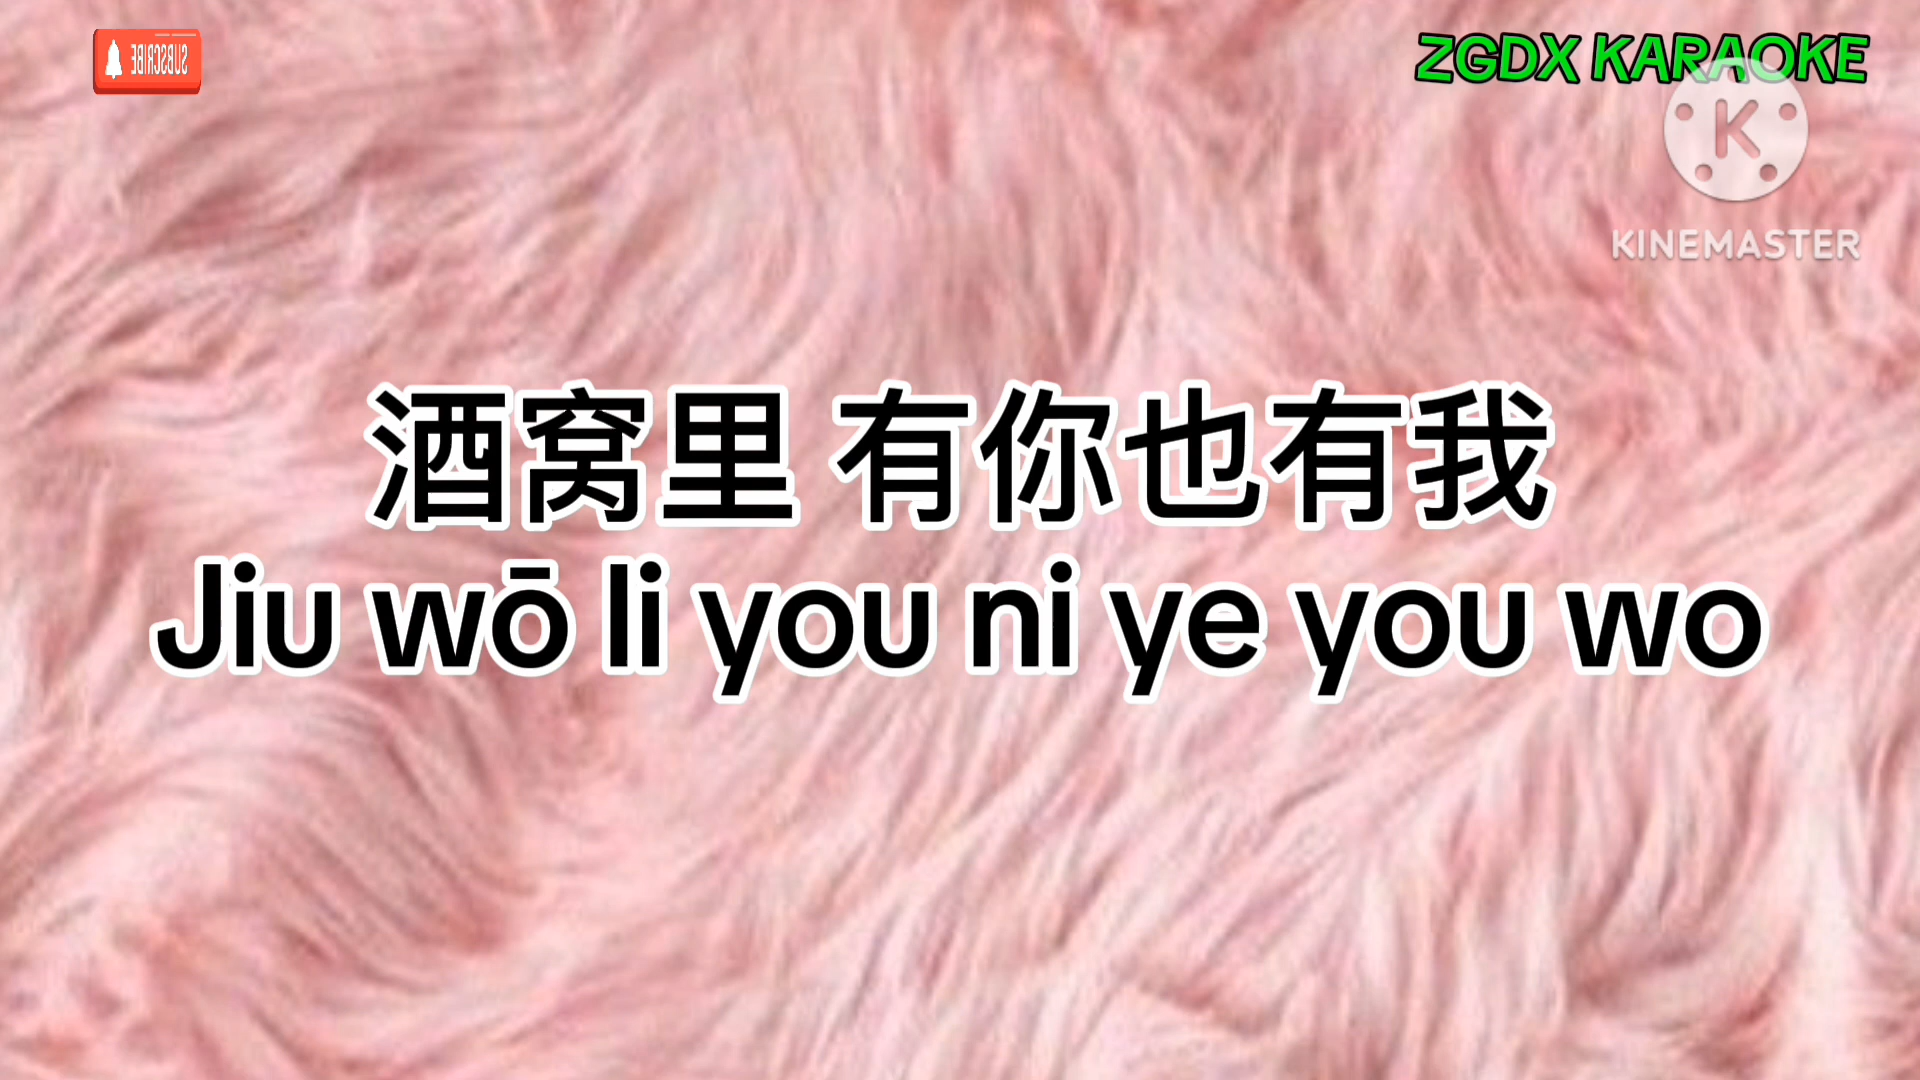 SUBSCRIBE
ZGDX KARAOKE
K
KINEMASTER
酒窝里 有你也有我
Jiu wō li you ni ye you wo